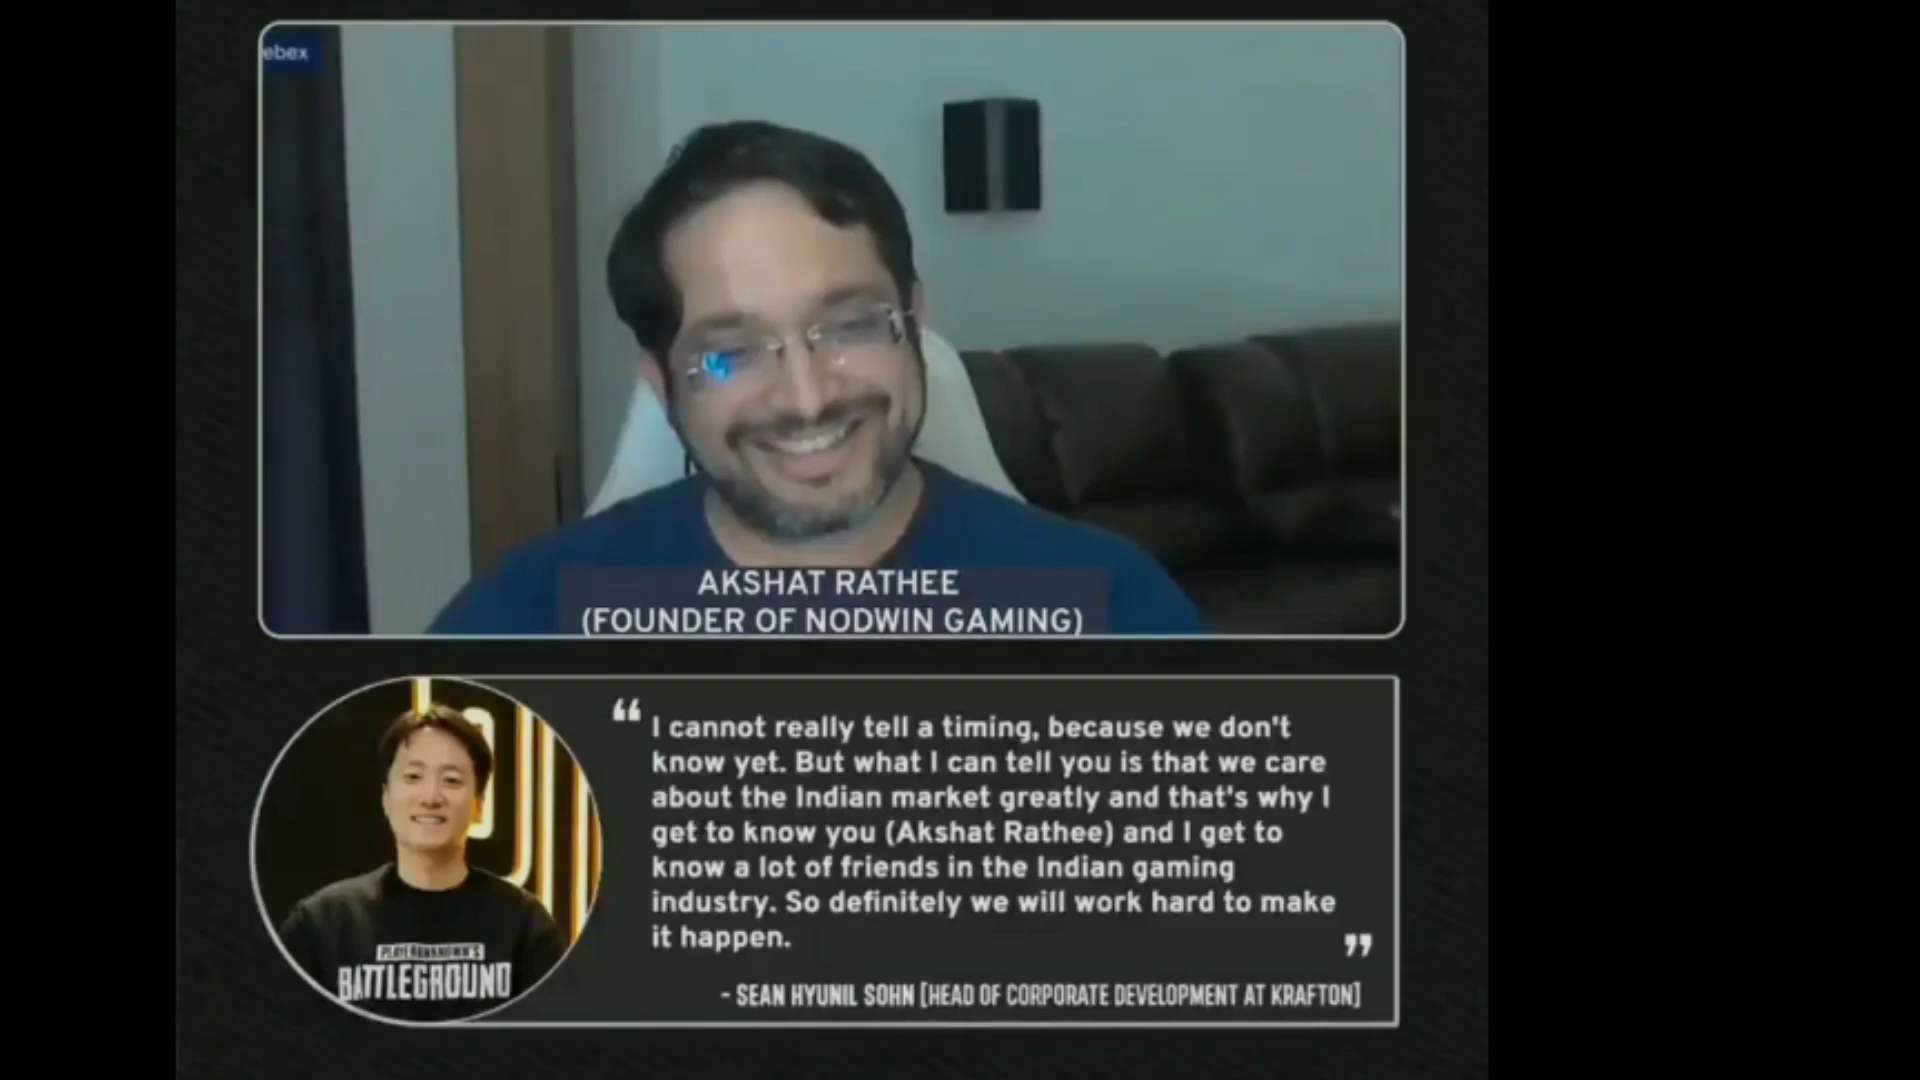 ebex
AKSHAT RATHEE
(FOUNDER OF NODWIN GAMING)
“ I cannot really tell a timing, because we don't
know yet. But what I can tell you is that we care
about the Indian market greatly and that's why I
get to know you (Akshat Rathee) and I get to
know a lot of friends in the Indian gaming
industry. So definitely we will work hard to make
it happen. ”
- SEAN HYUNIL SOHN [HEAD OF CORPORATE DEVELOPMENT AT KRAFTON]
PLAYERUNKNOWN'S
BATTLEGROUND